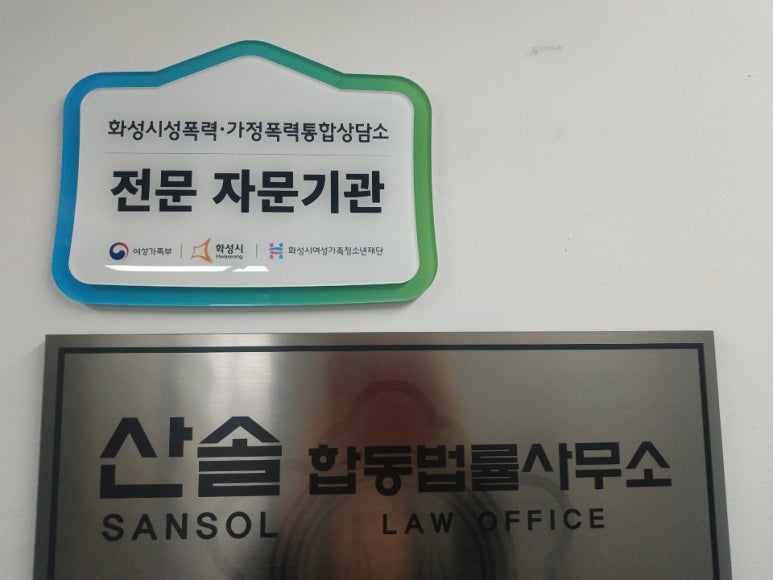 화성시성폭력·가정폭력통합상담소
전문 자문기관
여성가족부 화성시 Hwaseong 화성시여성가족청소년재단
산솔 합동법률사무소
SANSOL LAW OFFICE